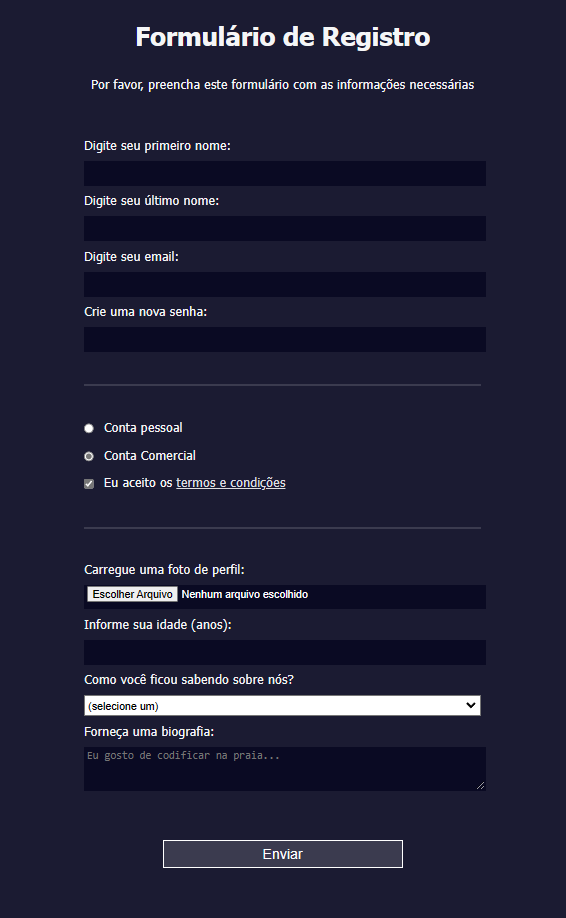 Formulário de Registro
Por favor, preencha este formulário com as informações necessárias
Digite seu primeiro nome:
Digite seu último nome:
Digite seu email:
Crie uma nova senha:
Conta pessoal
Conta Comercial
Eu aceito os termos e condições
Carregue uma foto de perfil:
Escolher Arquivo Nenhum arquivo escolhido
Informe sua idade (anos):
Como você ficou sabendo sobre nós?
(selecione um)
Forneça uma biografia:
Eu gosto de codificar na praia...
Enviar